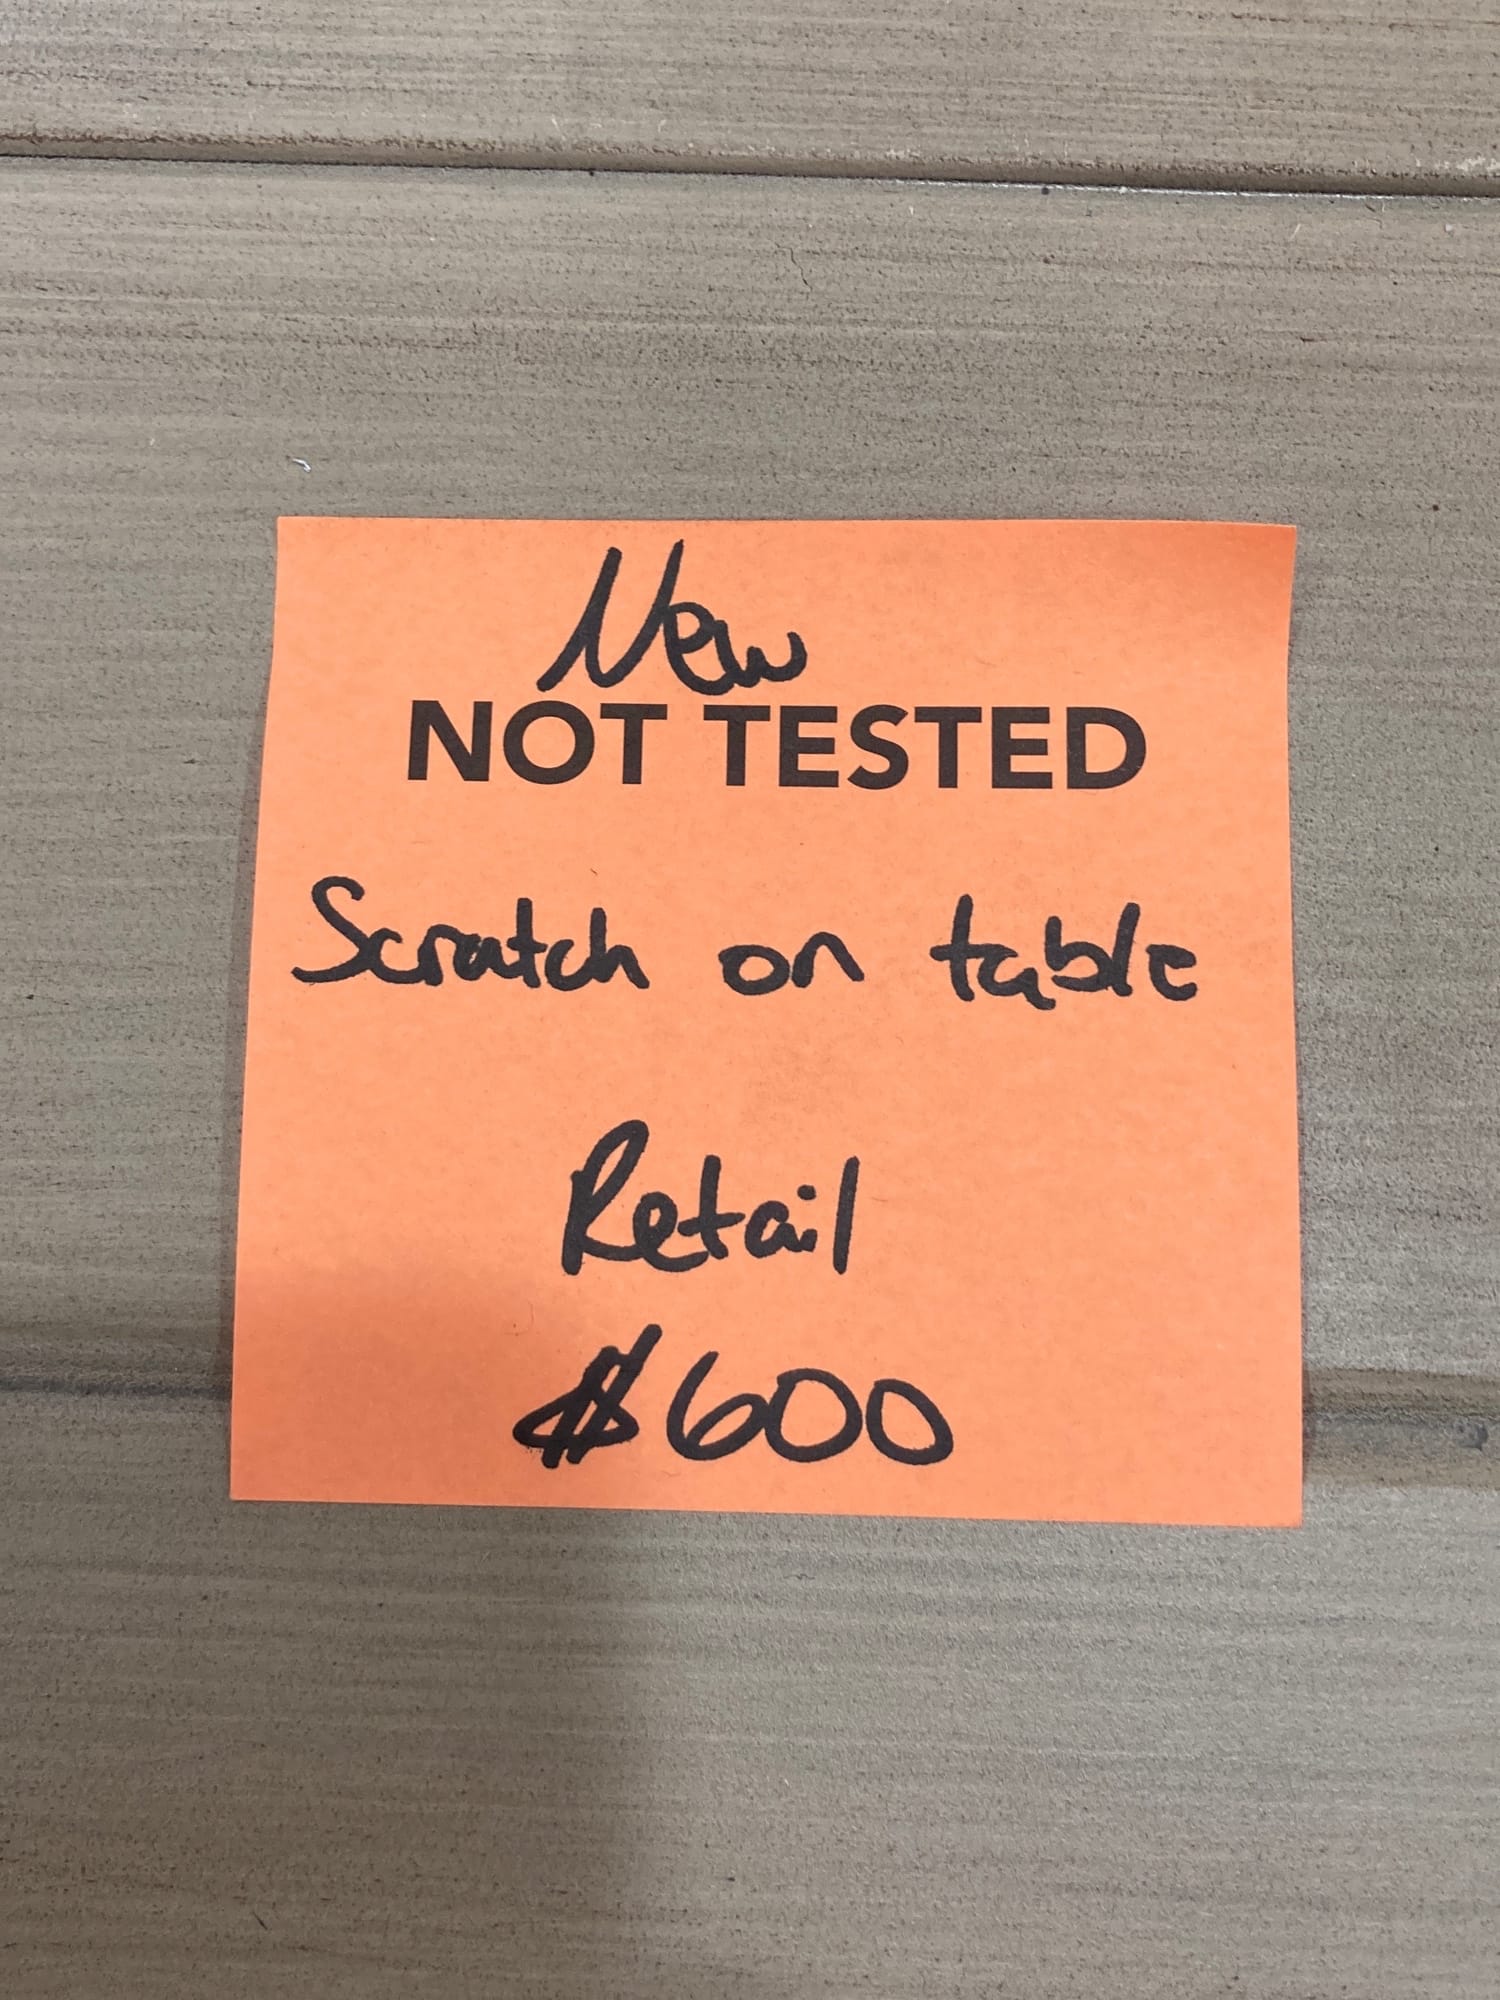 New
NOT TESTED
Scratch on table
Retail
$600